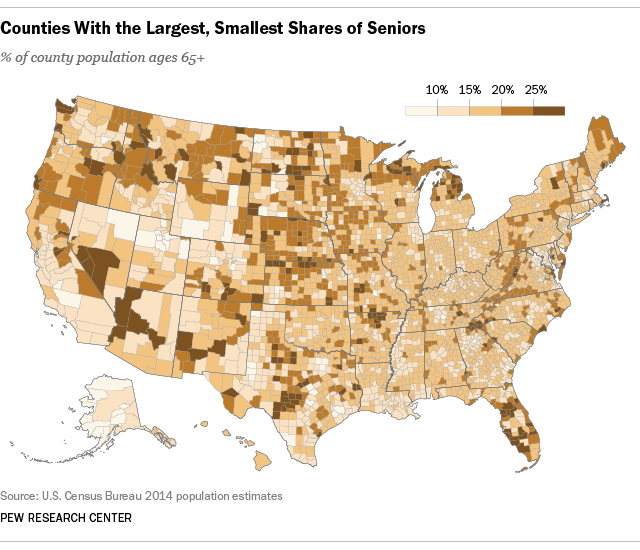 Counties With the Largest, Smallest Shares of Seniors
% of county population ages 65+
10% 15% 20% 25%
Source: U.S. Census Bureau 2014 population estimates
PEW RESEARCH CENTER